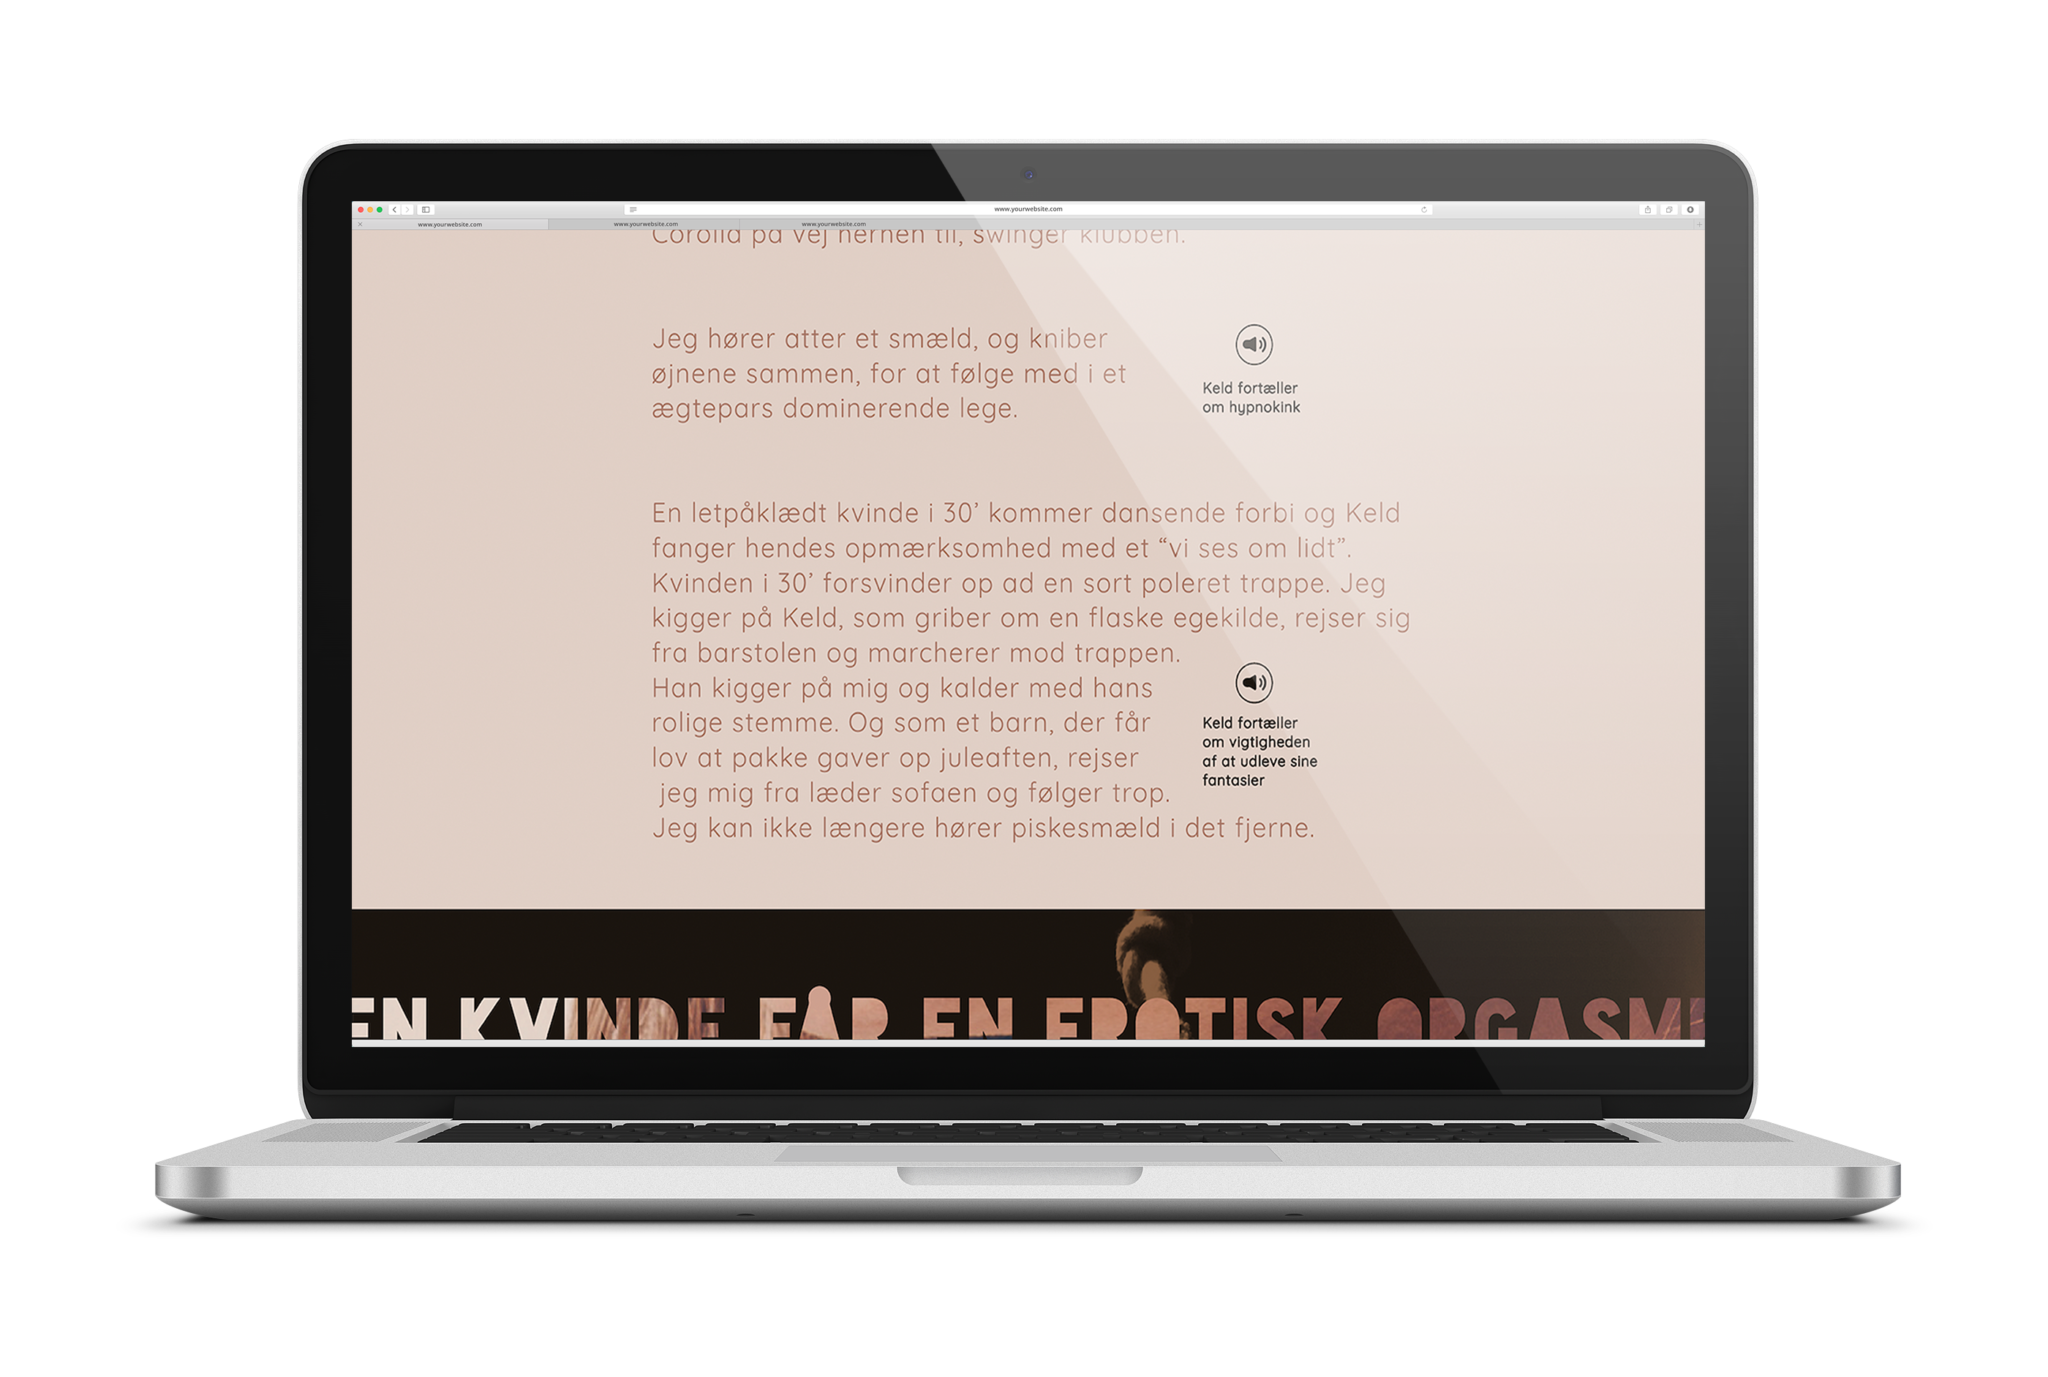 www.yourwebsite.com
www.yourwebsite.com
www.yourwebsite.com
www.yourwebsite.com
Corolla på vej hernen til, swinger klubben.
Jeg hører atter et smæld, og kniber
øjnene sammen, for at følge med i et
ægtepars dominerende lege.
Keld fortæller
om hypnokink
En letpåklædt kvinde i 30’ kommer dansende forbi og Keld
fanger hendes opmærksomhed med et “vi ses om lidt”.
Kvinden i 30’ forsvinder op ad en sort poleret trappe. Jeg
kigger på Keld, som griber om en flaske egekilde, rejser sig
fra barstolen og marcherer mod trappen.
Han kigger på mig og kalder med hans
rolige stemme. Og som et barn, der får
lov at pakke gaver op juleaften, rejser
jeg mig fra læder sofaen og følger trop.
Jeg kan ikke længere hører piskesmæld i det fjerne.
Keld fortæller
om vigtigheden
af at udleve sine
fantasier
EN KVINDE FÅR EN EROTISK ORGASME